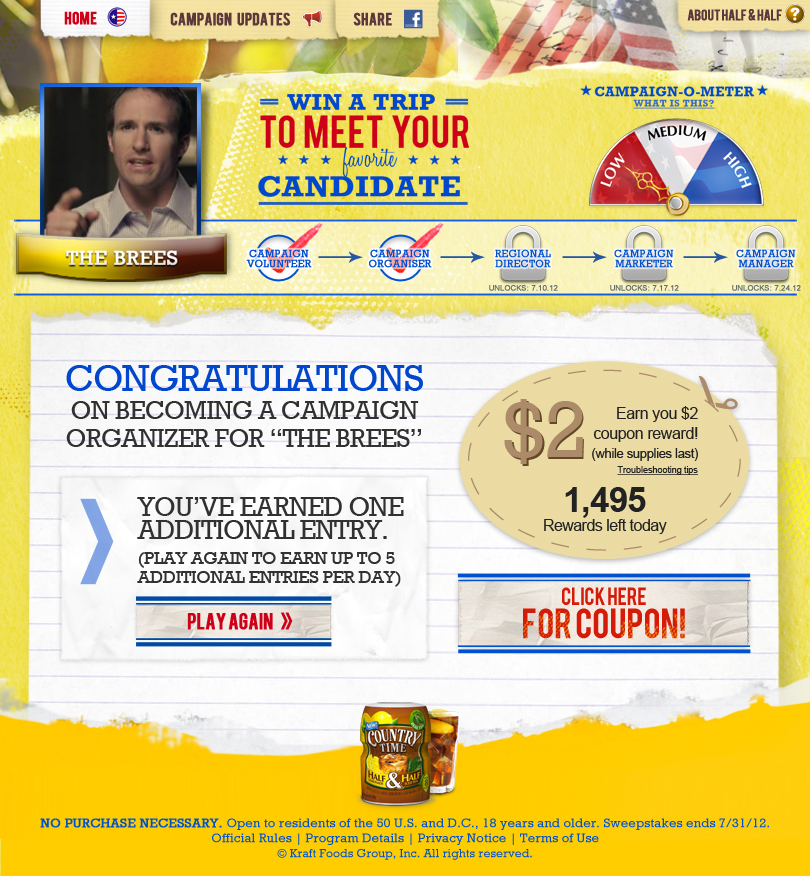 HOME
CAMPAIGN UPDATES
SHARE
f
ABOUT HALF & HALF ?
WIN A TRIP
TO MEET YOUR
favorite
CANDIDATE
CAMPAIGN-O-METER
WHAT IS THIS?
LOW MEDIUM HIGH
THE BREES
CAMPAIGN
VOLUNTEER
CAMPAIGN
ORGANISER
REGIONAL
DIRECTOR
UNLOCKS: 7.10.12
CAMPAIGN
MARKETER
UNLOCKS: 7.17.12
CAMPAIGN
MANAGER
UNLOCKS: 7.24.12
CONGRATULATIONS
ON BECOMING A CAMPAIGN
ORGANIZER FOR “THE BREES”
YOU’VE EARNED ONE
ADDITIONAL ENTRY.
(PLAY AGAIN TO EARN UP TO 5
ADDITIONAL ENTRIES PER DAY)
PLAY AGAIN »
$2
Earn you $2
coupon reward!
(while supplies last)
Troubleshooting tips
1,495
Rewards left today
CLICK HERE
FOR COUPON!
COUNTRY
TIME
HALF & HALF
NO PURCHASE NECESSARY. Open to residents of the 50 U.S. and D.C., 18 years and older. Sweepstakes ends 7/31/12.
Official Rules | Program Details | Privacy Notice | Terms of Use
© Kraft Foods Group, Inc. All rights reserved.